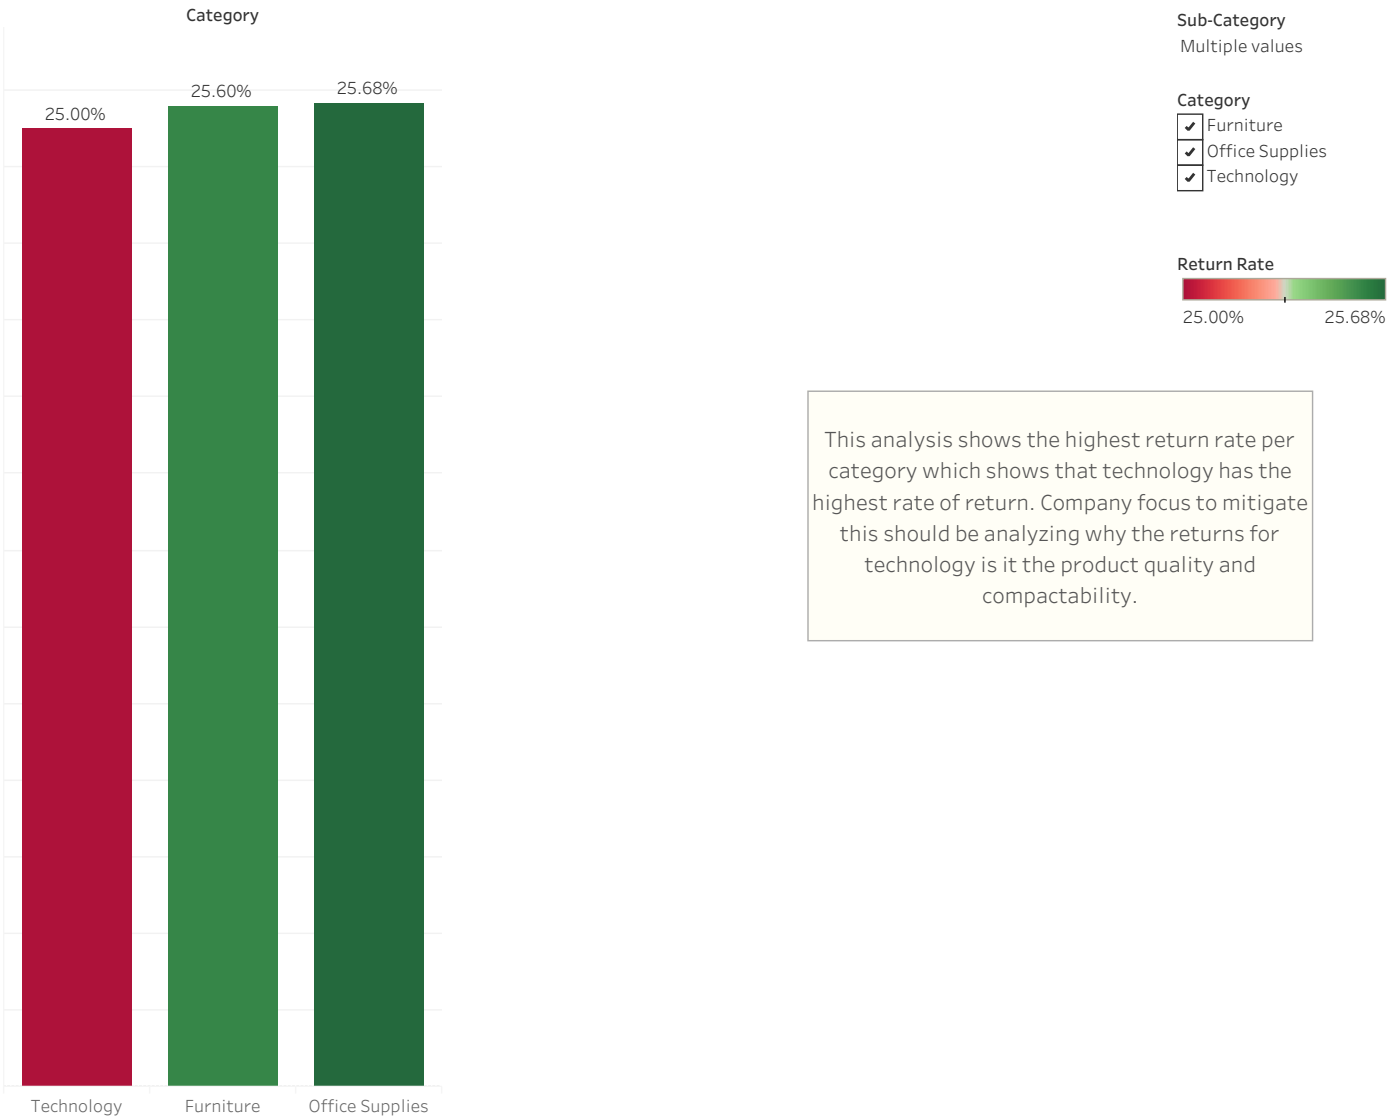 Category
25.00%
25.60%
25.68%
Technology
Furniture
Office Supplies
Sub-Category
Multiple values
Category
Furniture
Office Supplies
Technology
Return Rate
25.00%
25.68%
This analysis shows the highest return rate per
category which shows that technology has the
highest rate of return. Company focus to mitigate
this should be analyzing why the returns for
technology is it the product quality and
compactability.